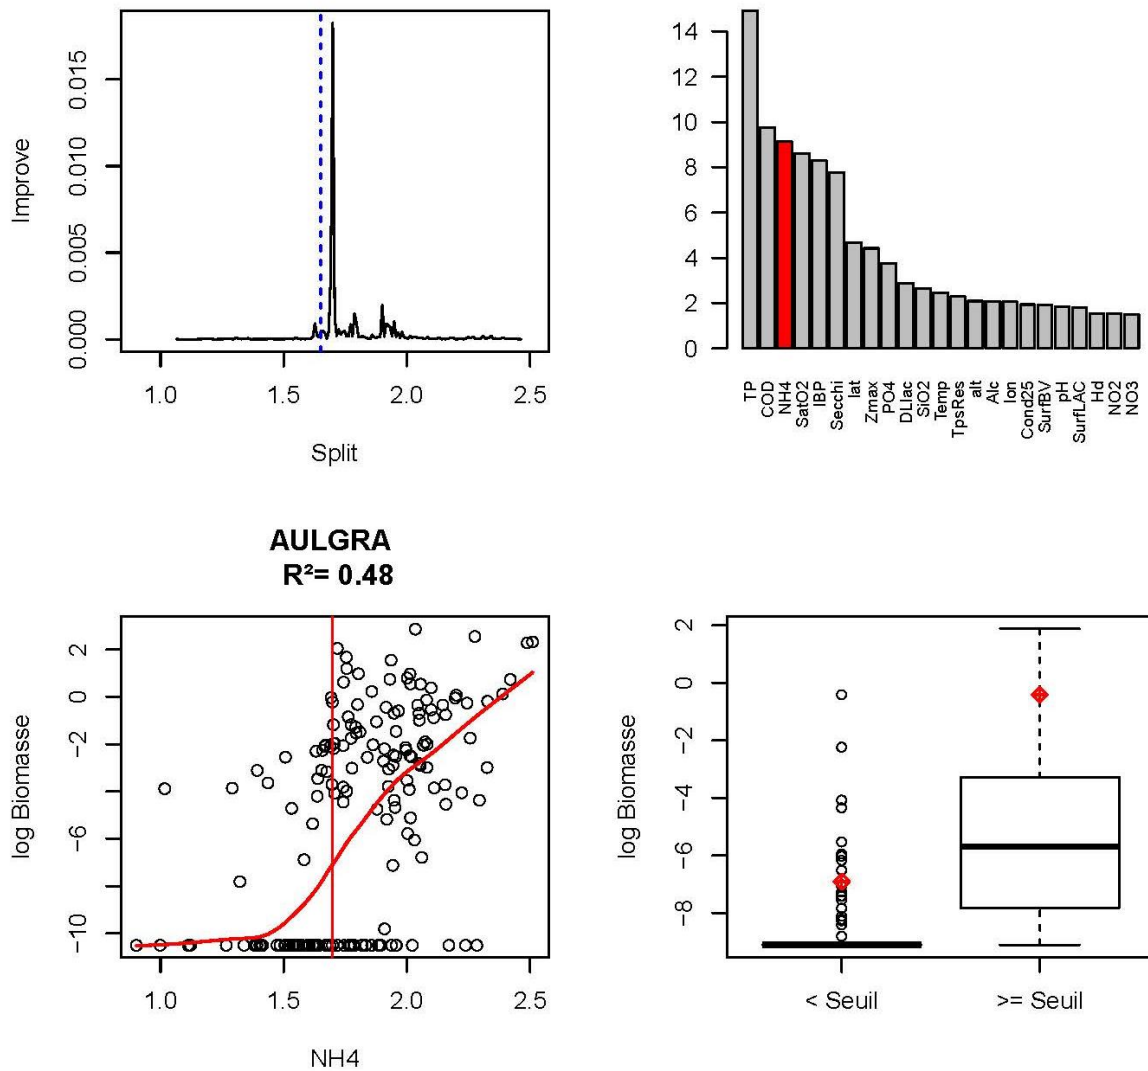 0.015
0.010
0.005
0.000
Improve
1.0 1.5 2.0 2.5
Split
14
12
10
8
6
4
2
0
TP COD NH4 SatO2 IBP Secchi lat Zmax PO4 DLlac SiO2 Temp TpsRes alt Alc lon Cond25 SurfBV pH SurfLAC Hd NO2 NO3
AULGRA
R²= 0.48
2
0
-2
-6
-10
log Biomasse
1.0 1.5 2.0 2.5
NH4
2
0
-2
-4
-6
-8
log Biomasse
< Seuil >= Seuil